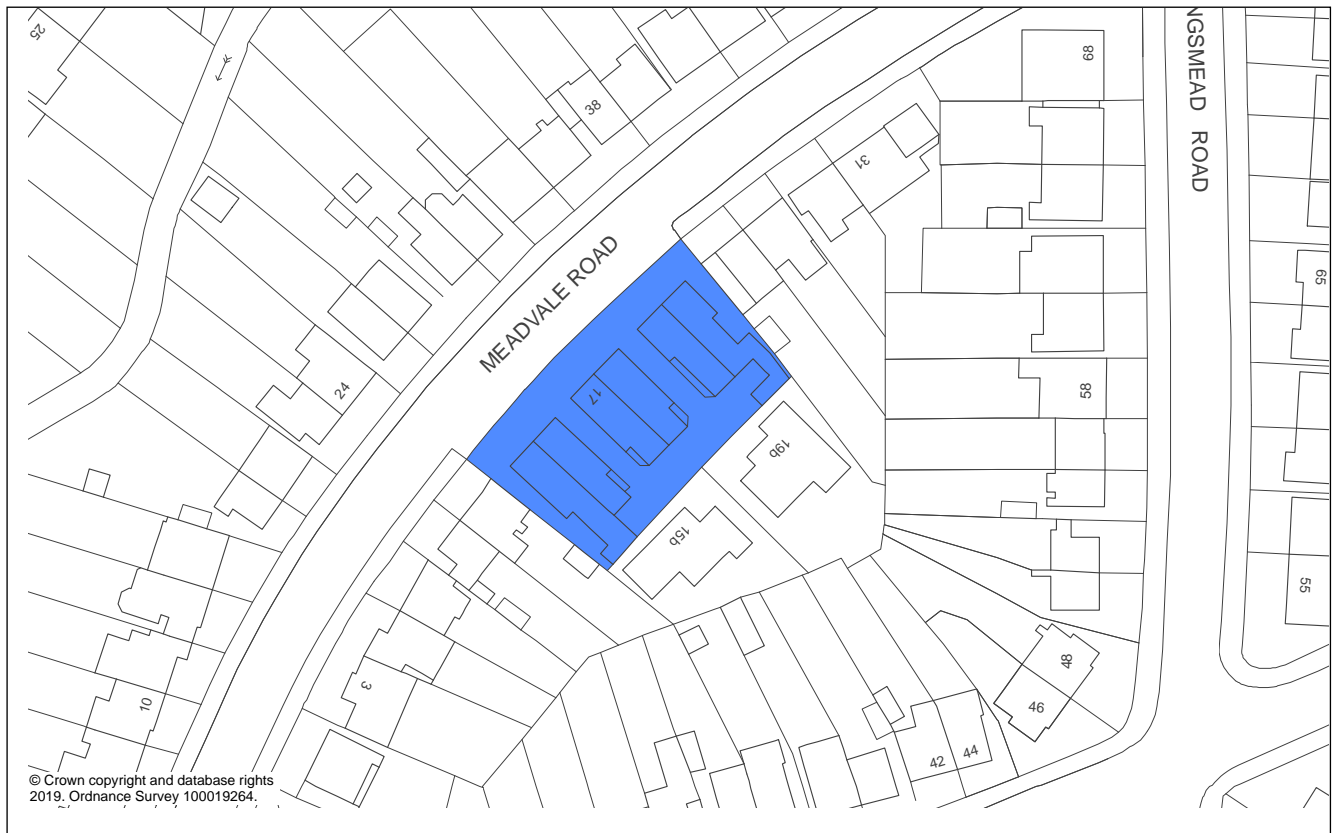 25
38
68
NGSMEAD ROAD
31
MEADVALE ROAD
65
24
17
58
19b
15b
55
3
10
48
46
42
44
© Crown copyright and database rights
2019. Ordnance Survey 100019264.